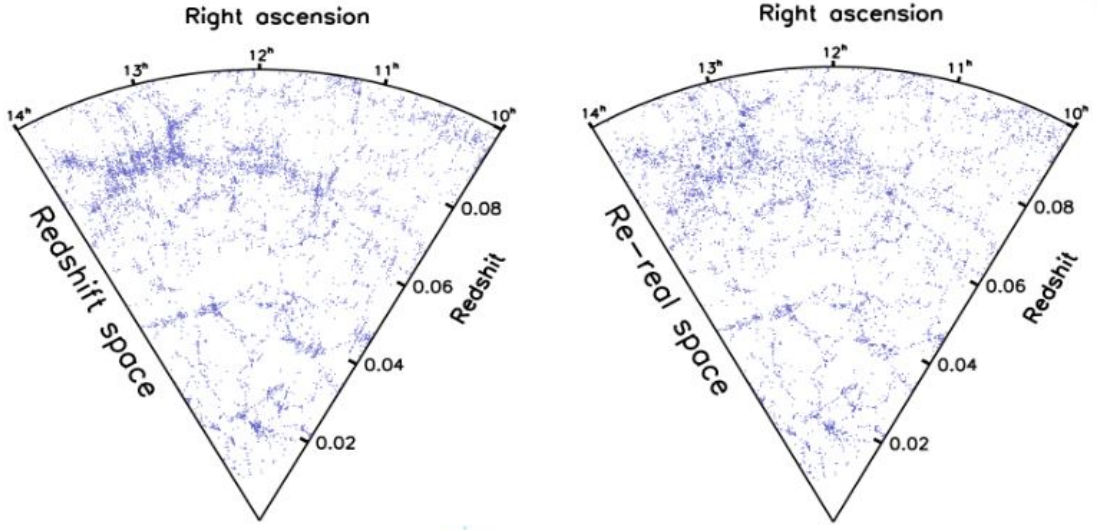 Right ascension
14ʰ
13ʰ
12ʰ
11ʰ
10ʰ
Redshift space
0.08
0.06
0.04
0.02
Redshit
Right ascension
14ʰ
13ʰ
12ʰ
11ʰ
10ʰ
Re-real space
0.08
0.06
0.04
0.02
Redshit